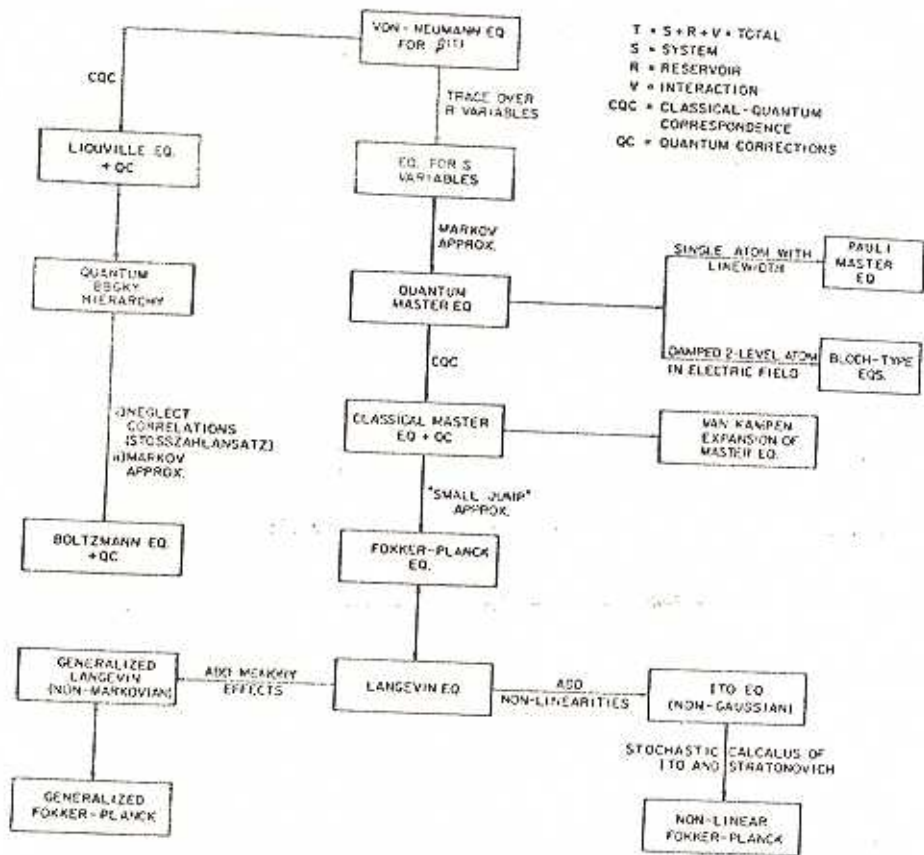 VON-NEUMANN EQ.
FOR ρ̂(t)
T = S+R+V = TOTAL
S = SYSTEM
R = RESERVOIR
V = INTERACTION
CQC = CLASSICAL-QUANTUM
CORRESPONDENCE
QC = QUANTUM CORRECTIONS
CQC
TRACE OVER
R VARIABLES
LIOUVILLE EQ.
+ QC
EQ. FOR S
VARIABLES
MARKOV
APPROX.
QUANTUM
BBGKY
HIERARCHY
QUANTUM
MASTER EQ.
SINGLE ATOM WITH
LINEWIDTH
PAULI
MASTER
EQ.
DAMPED 2-LEVEL ATOM
IN ELECTRIC FIELD
BLOCH-TYPE
EQS.
CQC
i)NEGLECT
CORRELATIONS
(STOSSZAHLANSATZ)
ii)MARKOV
APPROX.
CLASSICAL MASTER
EQ + QC
VAN KAMPEN
EXPANSION OF
MASTER EQ.
"SMALL JUMP"
APPROX.
BOLTZMANN EQ.
+QC
FOKKER-PLANCK
EQ.
GENERALIZED
LANGEVIN
(NON-MARKOVIAN)
ADD MEMORY
EFFECTS
LANGEVIN EQ.
ADD
NON-LINEARITIES
ITO EQ.
(NON-GAUSSIAN)
STOCHASTIC CALCALUS OF
ITO AND STRATONOVICH
GENERALIZED
FOKKER-PLANCK
NON-LINEAR
FOKKER-PLANCK